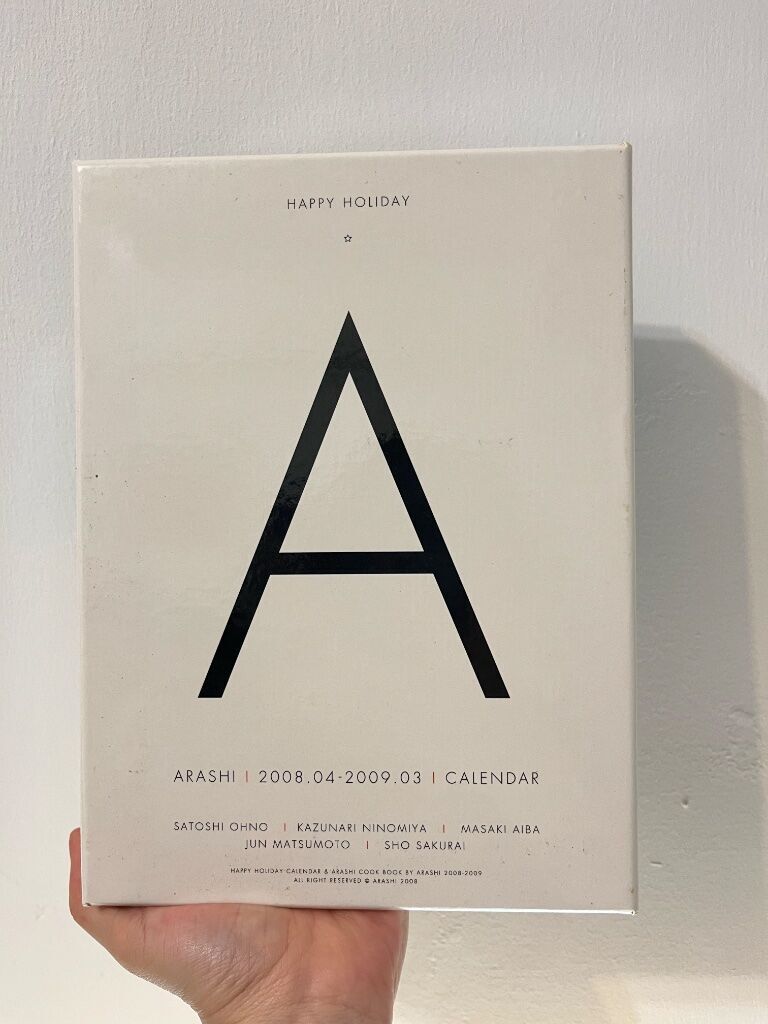 HAPPY HOLIDAY
A
ARASHI | 2008.04-2009.03 | CALENDAR
SATOSHI OHNO | KAZUNARI NINOMIYA | MASAKI AIBA
JUN MATSUMOTO | SHO SAKURAI
HAPPY HOLIDAY CALENDAR & ARASHI COOK BOOK BY ARASHI 2008-2009
ALL RIGHT RESERVED © ARASHI 2008